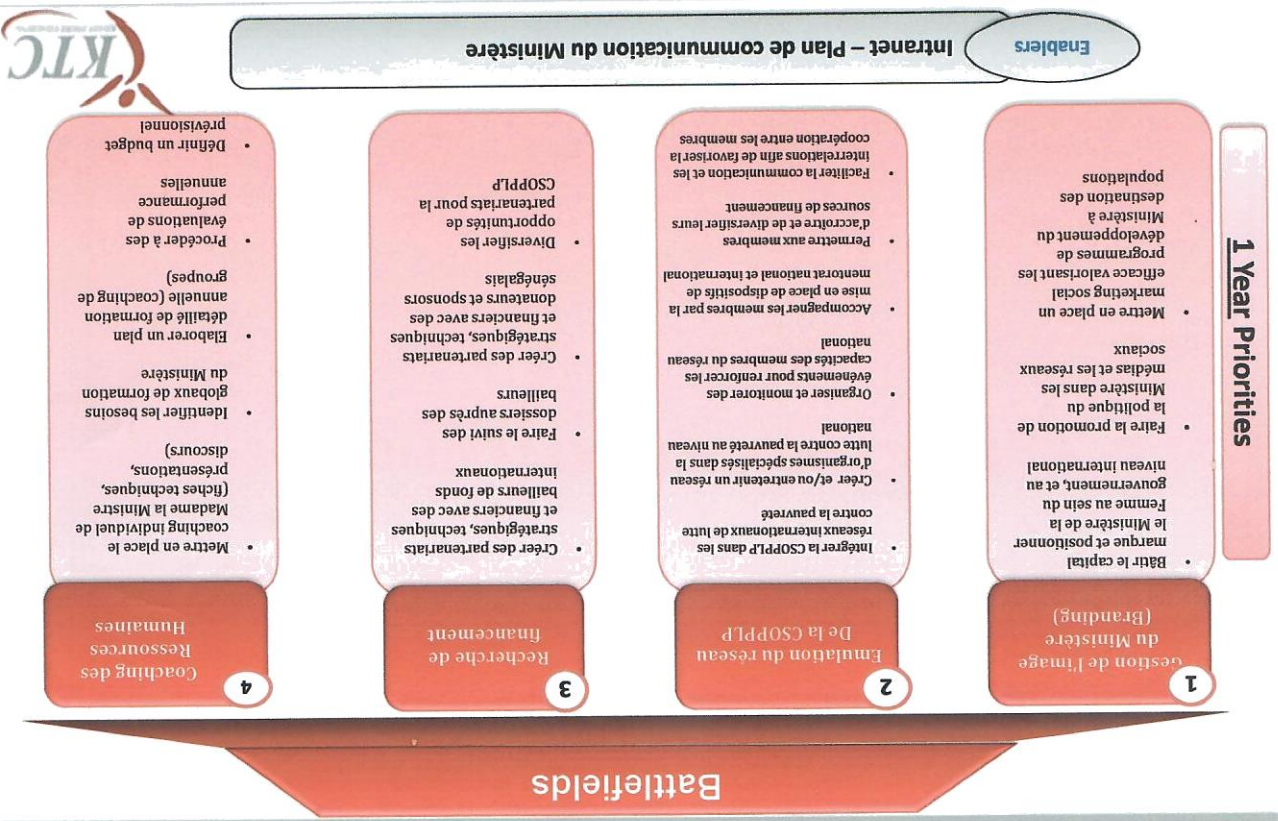 Battlefields
1
Gestion de l'image
du Ministère
(Branding)
2
Emulation du réseau
De la CSOPPLP
3
Recherche de
financement
4
Coaching des
Ressources
Humaines
1 Year Priorities
• Bâtir le capital
marque et positionner
le Ministère de la
Femme au sein du
gouvernement, et au
niveau international
• Faire la promotion de
la politique du
Ministère dans les
médias et les réseaux
sociaux
• Mettre en place un
marketing social
efficace valorisant les
programmes de
développement du
Ministère à
destination des
populations
• Intégrer la CSOPPLP dans les
réseaux internationaux de lutte
contre la pauvreté
• Créer et/ou entretenir un réseau
d'organismes spécialisés dans la
lutte contre la pauvreté au niveau
national
• Organiser et monitorer des
événements pour renforcer les
capacités des membres du réseau
national
• Accompagner les membres par la
mise en place de dispositifs de
mentorat national et international
• Permettre aux membres
d'accroître et de diversifier leurs
sources de financement
• Faciliter la communication et les
interrelations afin de favoriser la
coopération entre les membres
• Créer des partenariats
stratégiques, techniques
et financiers avec des
bailleurs de fonds
internationaux
• Faire le suivi des
dossiers auprès des
bailleurs
• Créer des partenariats
stratégiques, techniques
et financiers avec des
donateurs et sponsors
sénégalais
• Diversifier les
opportunités de
partenariats pour la
CSOPPLP
• Mettre en place le
coaching individuel de
Madame la Ministre
(fiches techniques,
présentations,
discours)
• Identifier les besoins
globaux de formation
du Ministère
• Elaborer un plan
détaillé de formation
annuelle (coaching de
groupes)
• Procéder à des
évaluations de
performance
annuelles
• Définir un budget
prévisionnel
Enablers
Intranet – Plan de communication du Ministère
KTC